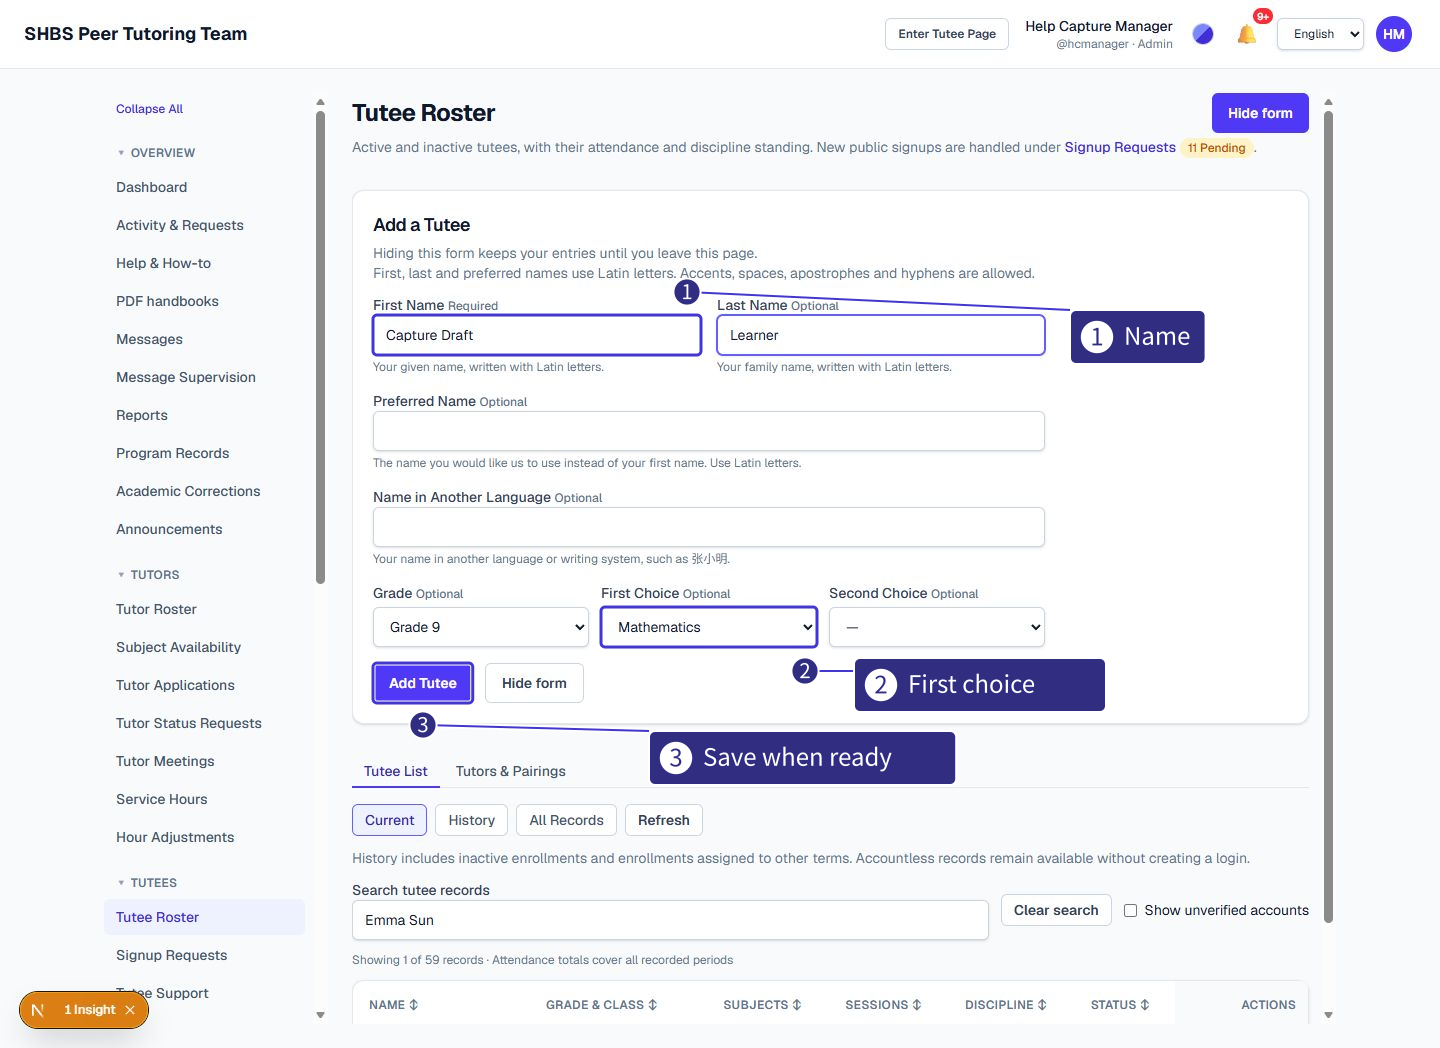 SHBS Peer Tutoring Team
Enter Tutee Page
Help Capture Manager
@hcmanager · Admin
9+
English
HM
Collapse All
OVERVIEW
Dashboard
Activity & Requests
Help & How-to
PDF handbooks
Messages
Message Supervision
Reports
Program Records
Academic Corrections
Announcements
TUTORS
Tutor Roster
Subject Availability
Tutor Applications
Tutor Status Requests
Tutor Meetings
Service Hours
Hour Adjustments
TUTEES
Tutee Roster
Signup Requests
Tutee Support
N 1 Insight ×
Tutee Roster
Hide form
Active and inactive tutees, with their attendance and discipline standing. New public signups are handled under Signup Requests 11 Pending .
Add a Tutee
Hiding this form keeps your entries until you leave this page.
First, last and preferred names use Latin letters. Accents, spaces, apostrophes and hyphens are allowed.
1
First Name Required
Last Name Optional
Capture Draft
Learner
1 Name
Your given name, written with Latin letters.
Your family name, written with Latin letters.
Preferred Name Optional
The name you would like us to use instead of your first name. Use Latin letters.
Name in Another Language Optional
Your name in another language or writing system, such as 张小明.
Grade Optional
First Choice Optional
Second Choice Optional
Grade 9
Mathematics
—
2
2 First choice
Add Tutee
Hide form
3
3 Save when ready
Tutee List
Tutors & Pairings
Current
History
All Records
Refresh
History includes inactive enrollments and enrollments assigned to other terms. Accountless records remain available without creating a login.
Search tutee records
Emma Sun
Clear search
Show unverified accounts
Showing 1 of 59 records · Attendance totals cover all recorded periods
NAME
GRADE & CLASS
SUBJECTS
SESSIONS
DISCIPLINE
STATUS
ACTIONS